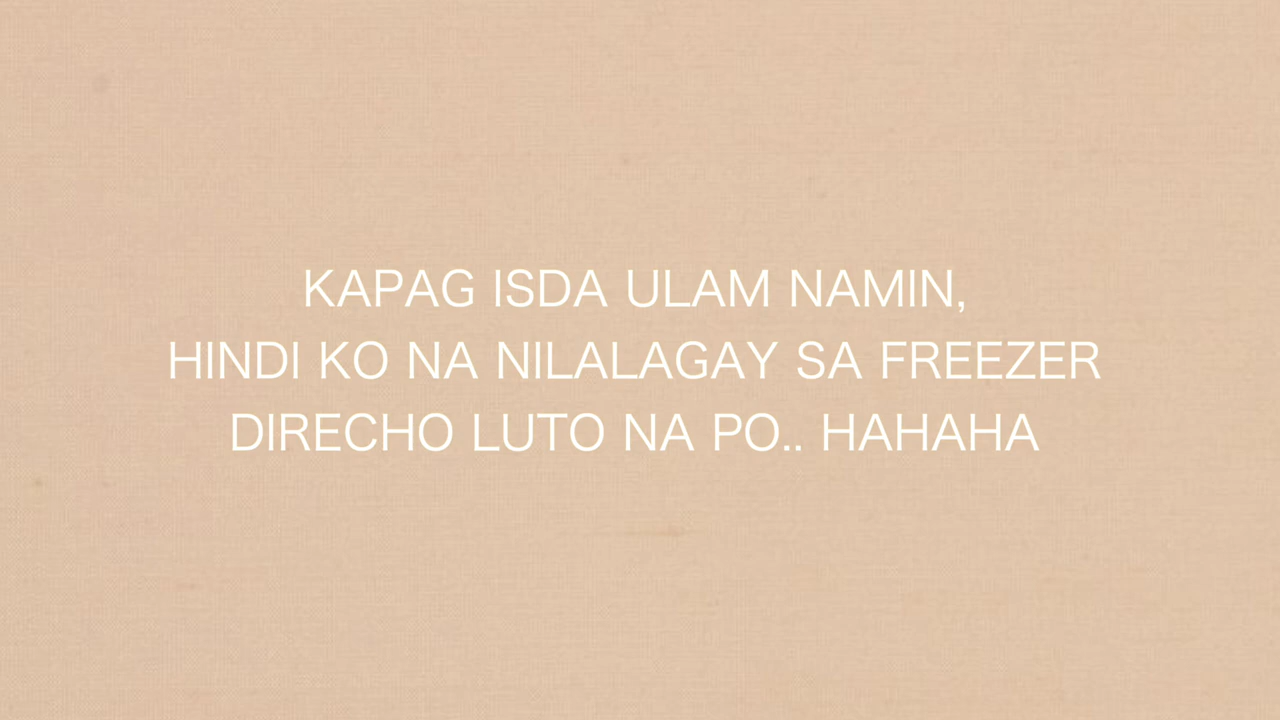 KAPAG ISDA ULAM NAMIN,
HINDI KO NA NILALAGAY SA FREEZER
DIRECHO LUTO NA PO.. HAHAHA